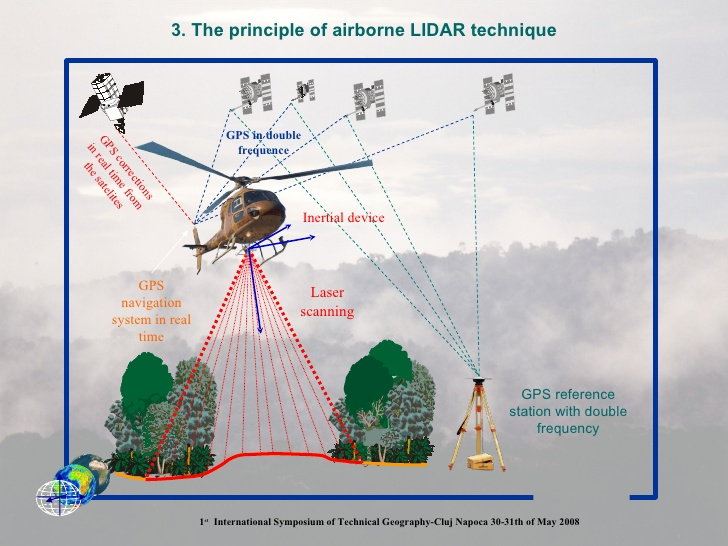 3. The principle of airborne LIDAR technique
GPS corrections
in real time from
the satelites
GPS in double
frequence
Inertial device
GPS
navigation
system in real
time
Laser
scanning
GPS reference
station with double
frequency
1st International Symposium of Technical Geography-Cluj Napoca 30-31th of May 2008